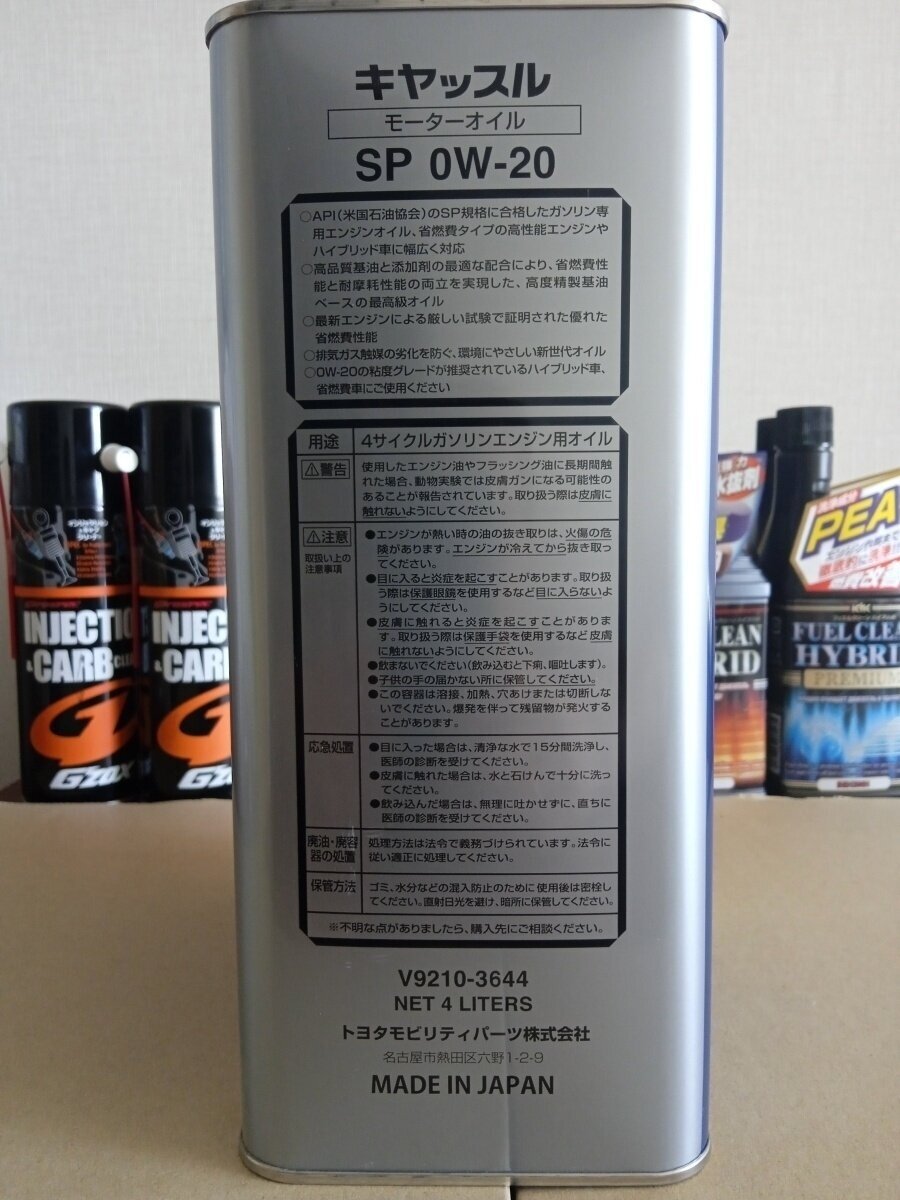 キヤッスル
モーターオイル
SP 0W-20
○API(米国石油協会)のSP規格に合格したガソリン専
用エンジンオイル、省燃費タイプの高性能エンジンや
ハイブリッド車に幅広く対応
○高品質基油と添加剤の最適な配合により、省燃費性
能と耐摩耗性能の両立を実現した、高度精製基油
ベースの最高級オイル
○最新エンジンによる厳しい試験で証明された優れた
省燃費性能
○排気ガス触媒の劣化を防ぐ、環境にやさしい新世代オイル
○0W-20の粘度グレードが推奨されているハイブリッド車、
省燃費車にご使用ください
用途 4サイクルガソリンエンジン用オイル
⚠警告
使用したエンジン油やフラッシング油に長期間触
れた場合、動物実験では皮膚ガンになる可能性の
あることが報告されています。取り扱う際は皮膚に
触れないようにしてください。
⚠注意
取扱い上の
注意事項
●エンジンが熱い時の油の抜き取りは、火傷の危
険があります。エンジンが冷えてから抜き取っ
てください。
●目に入ると炎症を起こすことがあります。取り扱
う際は保護眼鏡を使用するなど目に入らないよ
うにしてください。
●皮膚に触れると炎症を起こすことがありま
す。取り扱う際は保護手袋を使用するなど皮膚
に触れないようにしてください。
●飲まないでください(飲み込むと下痢、嘔吐します)。
●子供の手の届かない所に保管してください。
●この容器は溶接、加熱、穴あけまたは切断しな
いでください。爆発を伴って残留物が発火する
ことがあります。
応急処置
●目に入った場合は、清浄な水で15分間洗浄し、
医師の診断を受けてください。
●皮膚に触れた場合は、水と石けんで十分に洗っ
てください。
●飲み込んだ場合は、無理に吐かせずに、直ちに
医師の診断を受けてください。
廃油・廃容
器の処置
処理方法は法令で義務づけられています。法令に
従い適正に処理してください。
保管方法
ゴミ、水分などの混入防止のために使用後は密栓し
てください。直射日光を避け、暗所に保管してください。
※不明な点がありましたら、購入先にご相談ください。
V9210-3644
NET 4 LITERS
トヨタモビリティパーツ株式会社
名古屋市熱田区六野1-2-9
MADE IN JAPAN
INJECTIO
& CARB CLE
GZOX
INJEC
& CARB
GZOX
LEAN
RID
PEA
KYK
FUEL CLEA
HYBRI
PREMIUM